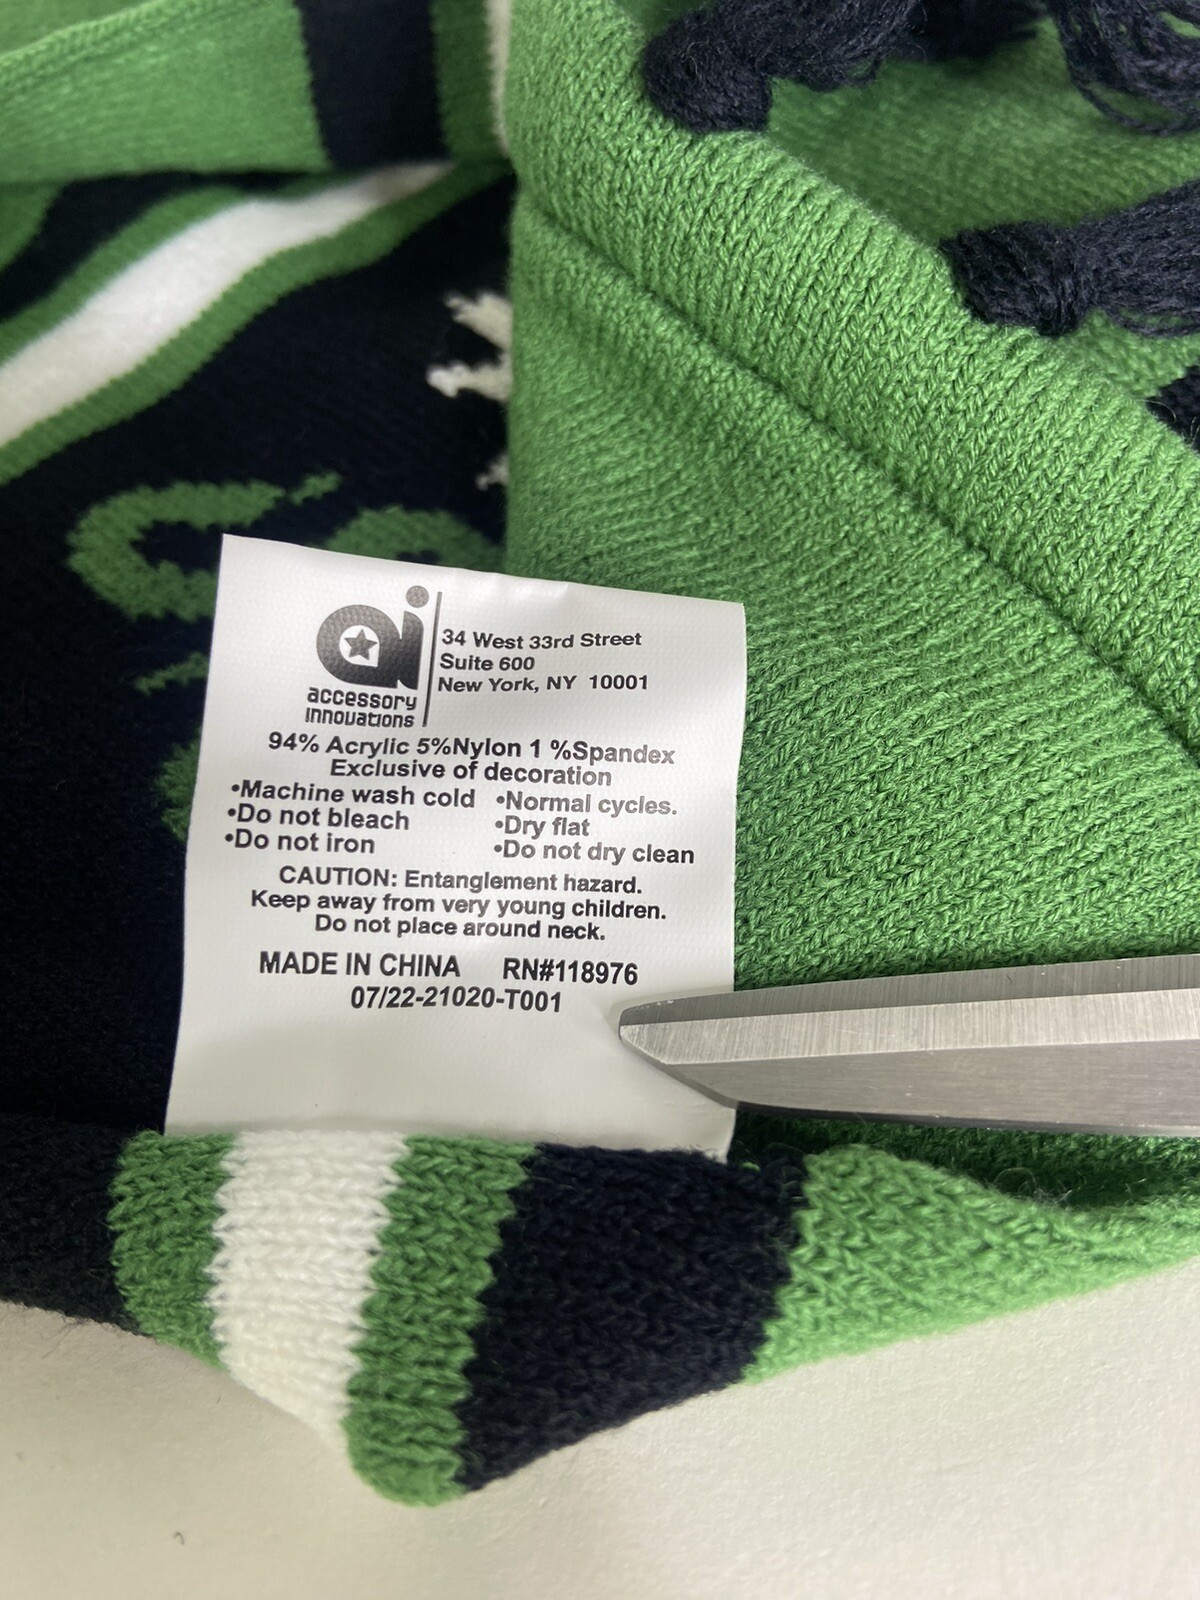 ai
accessory
innovations
34 West 33rd Street
Suite 600
New York, NY 10001
94% Acrylic 5%Nylon 1 %Spandex
Exclusive of decoration
•Machine wash cold •Normal cycles.
•Do not bleach •Dry flat
•Do not iron •Do not dry clean
CAUTION: Entanglement hazard.
Keep away from very young children.
Do not place around neck.
MADE IN CHINA RN#118976
07/22-21020-T001